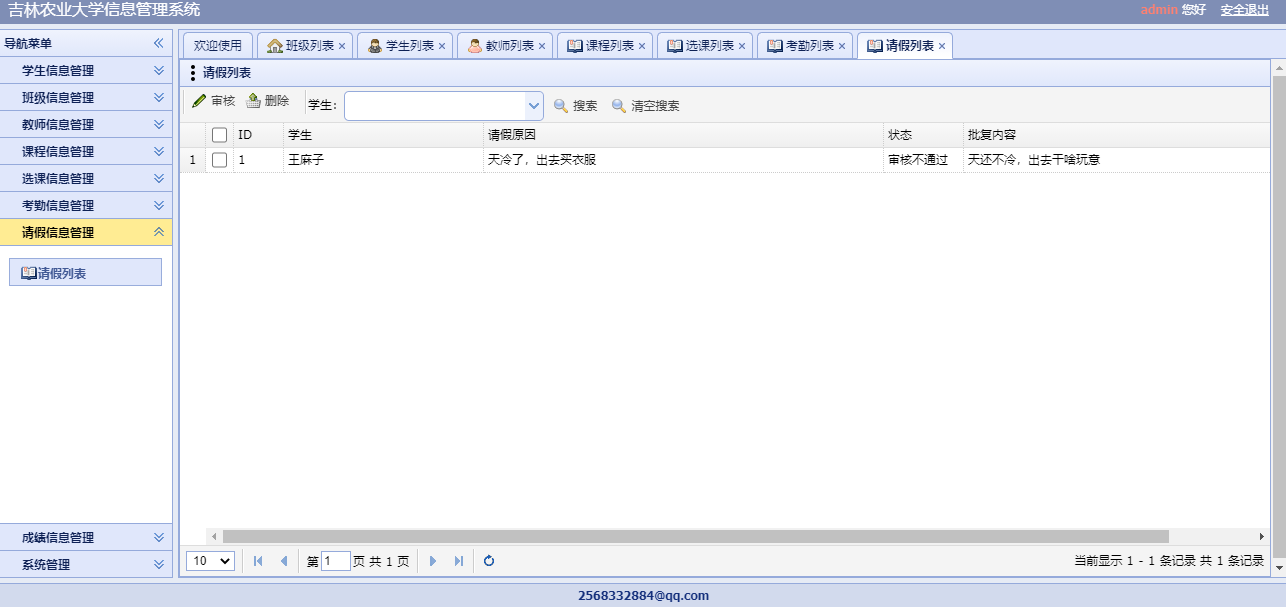 吉林农业大学信息管理系统
admin 您好 安全退出
导航菜单
学生信息管理
班级信息管理
教师信息管理
课程信息管理
选课信息管理
考勤信息管理
请假信息管理
请假列表
成绩信息管理
系统管理
欢迎使用 班级列表 学生列表 教师列表 课程列表 选课列表 考勤列表 请假列表
请假列表
审核 删除 学生: 搜索 清空搜索
ID 学生 请假原因 状态 批复内容
1 1 王麻子 天冷了，出去买衣服 审核不通过 天还不冷，出去干啥玩意
10 第 1 页 共 1 页 当前显示 1 - 1 条记录 共 1 条记录
2568332884@qq.com